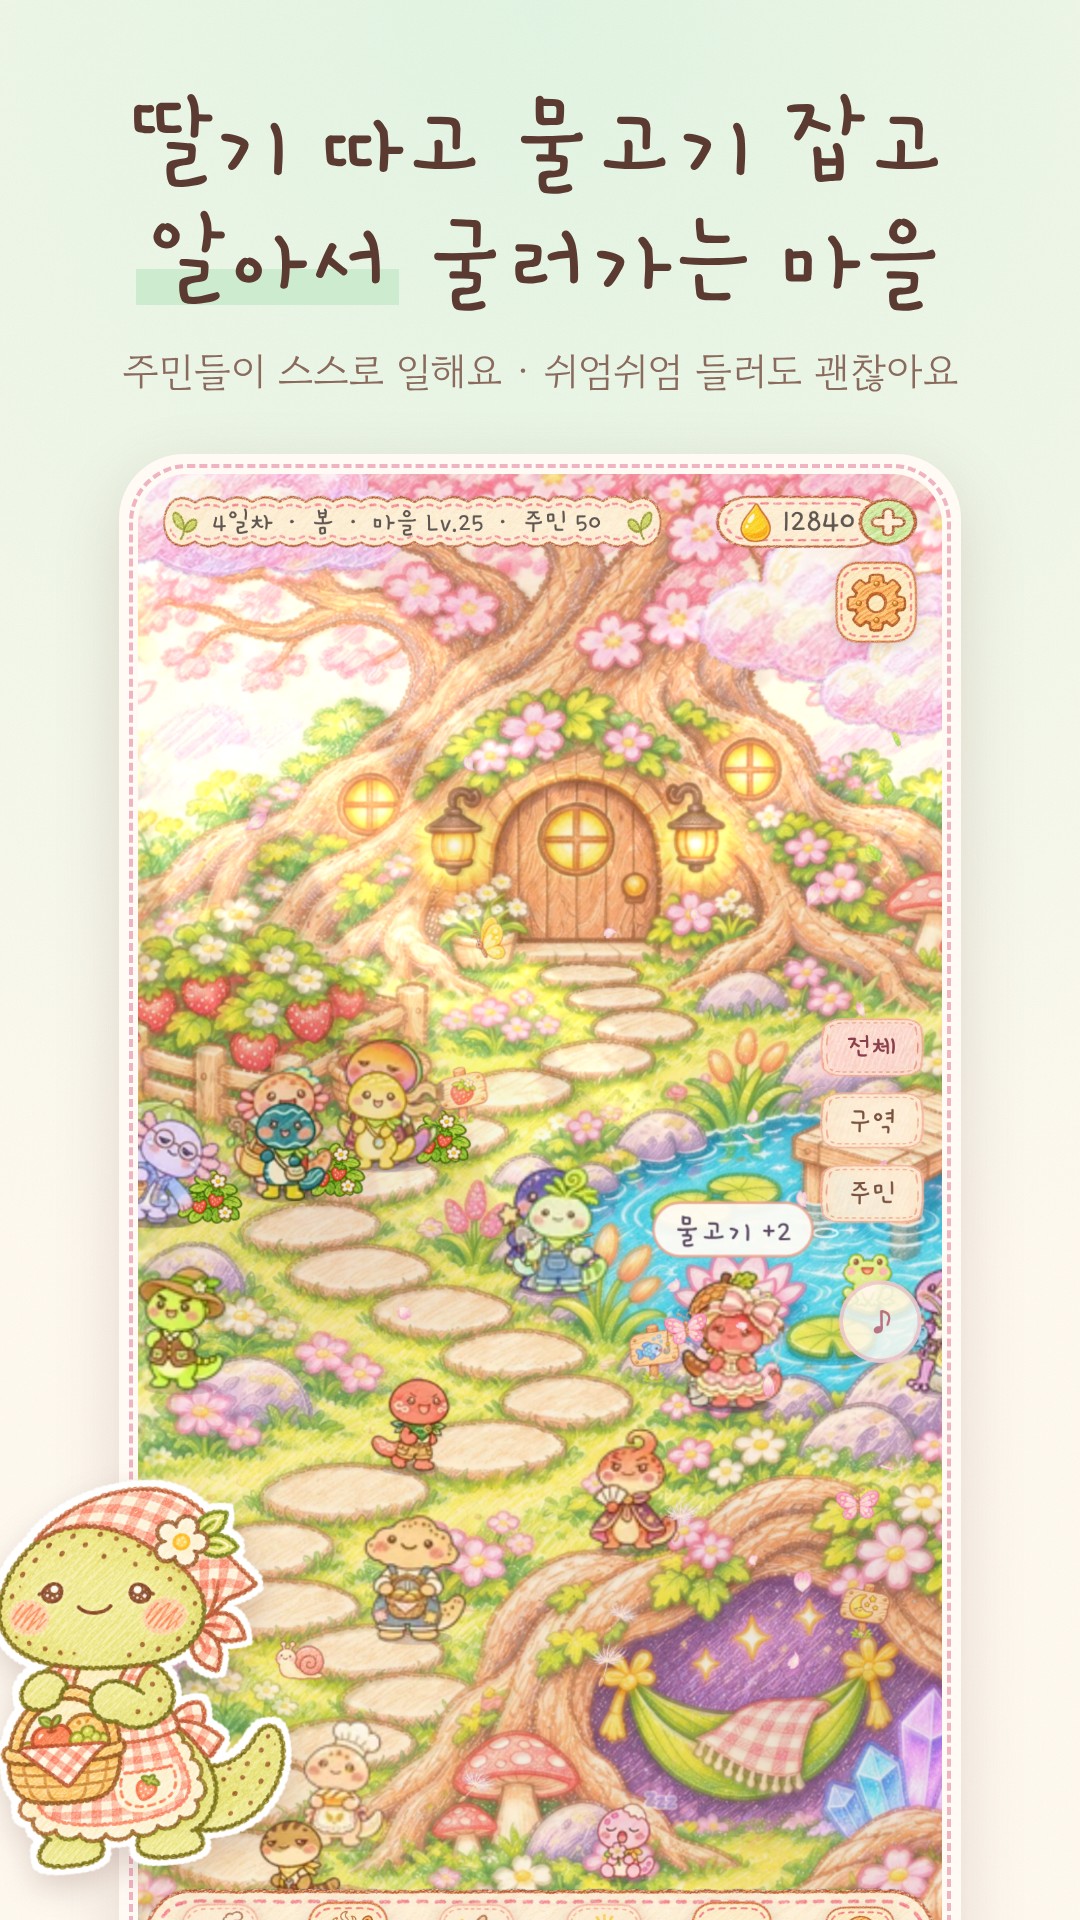 딸기 따고 물고기 잡고
알아서 굴러가는 마을
주민들이 스스로 일해요 · 쉬엄쉬엄 들러도 괜찮아요
4일차 · 봄 · 마을 Lv.25 · 주민 50
12840
전체
구역
주민
물고기 +2
Zzz